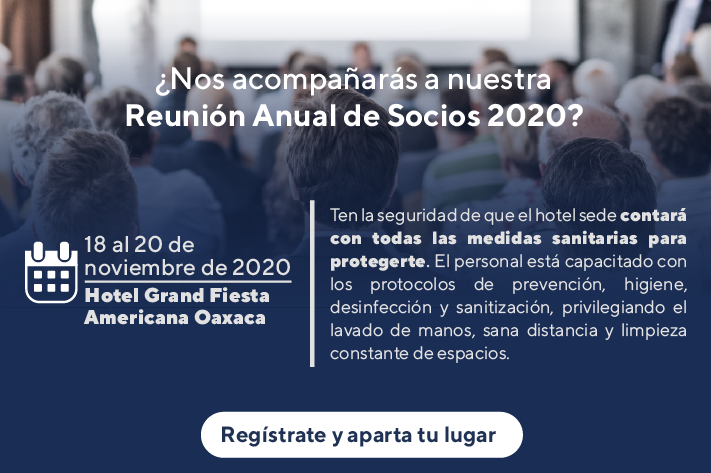 ¿Nos acompañarás a nuestra
Reunión Anual de Socios 2020?
18 al 20 de
noviembre de 2020
Hotel Grand Fiesta
Americana Oaxaca
Ten la seguridad de que el hotel sede contará
con todas las medidas sanitarias para
protegerte. El personal está capacitado con
los protocolos de prevención, higiene,
desinfección y sanitización, privilegiando el
lavado de manos, sana distancia y limpieza
constante de espacios.
Regístrate y aparta tu lugar